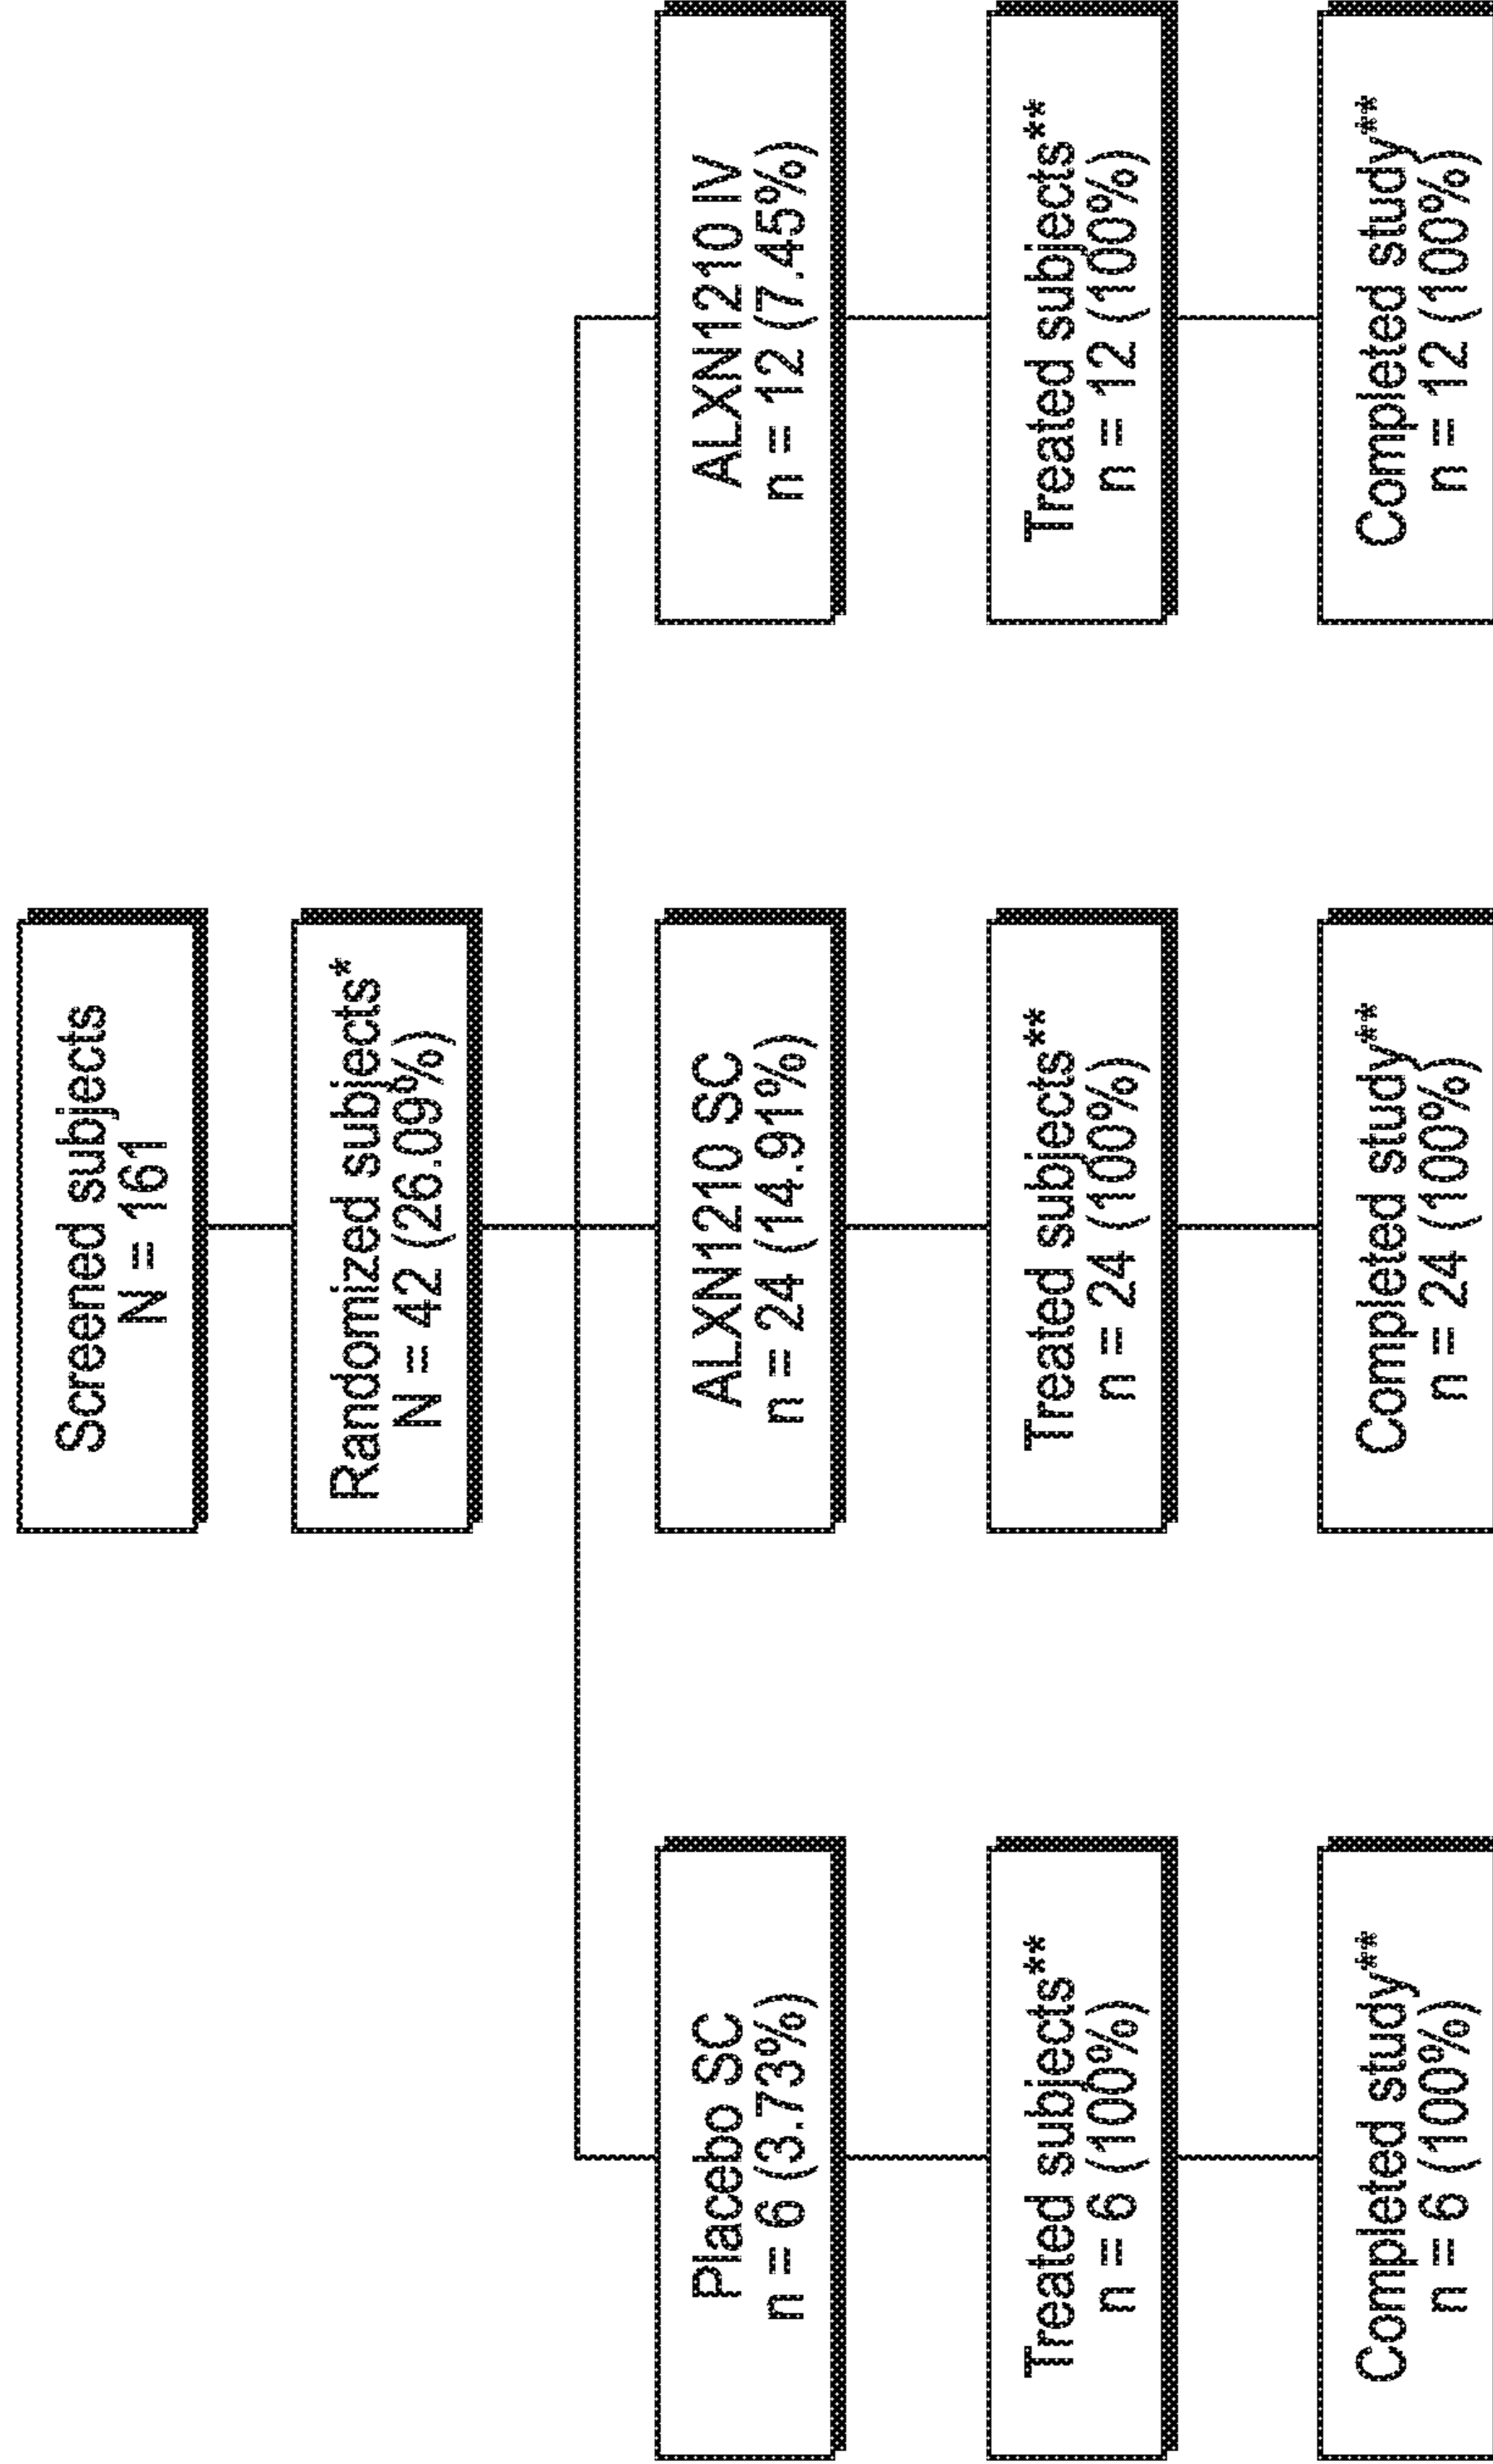 Screened subjects
N = 161
Randomized subjects*
N = 42 (26.09%)
Placebo SC
n = 6 (3.73%)
ALXN1210 SC
n = 24 (14.91%)
ALXN1210 IV
n = 12 (7.45%)
Treated subjects**
n = 6 (100%)
Treated subjects**
n = 24 (100%)
Treated subjects**
n = 12 (100%)
Completed study**
n = 6 (100%)
Completed study**
n = 24 (100%)
Completed study**
n = 12 (100%)